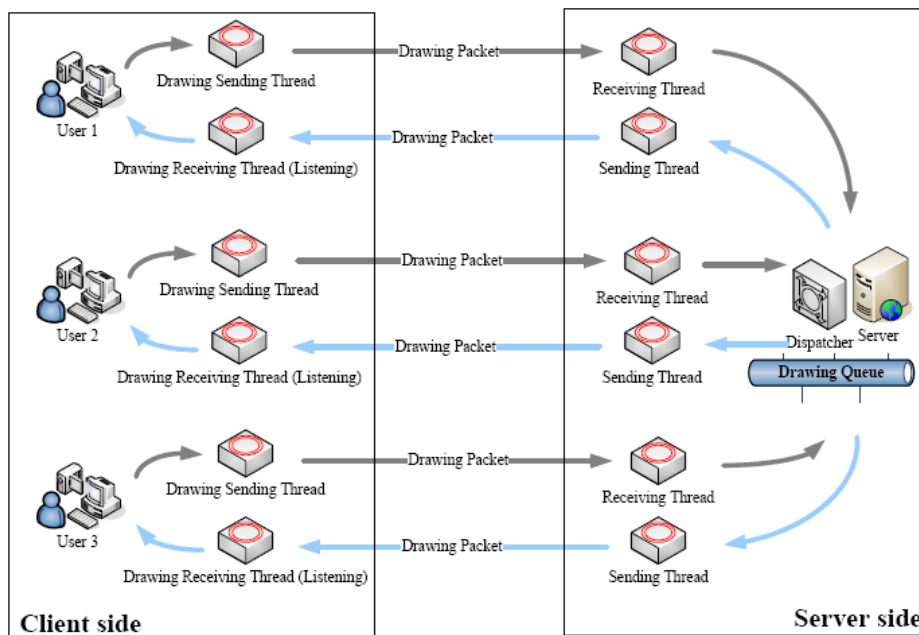 Drawing Sending Thread
Drawing Packet
Receiving Thread
User 1
Drawing Packet
Drawing Receiving Thread (Listening)
Sending Thread
Drawing Sending Thread
Drawing Packet
Receiving Thread
User 2
Drawing Packet
Drawing Receiving Thread (Listening)
Sending Thread
Dispatcher
Server
Drawing Queue
Drawing Sending Thread
Drawing Packet
Receiving Thread
User 3
Drawing Packet
Drawing Receiving Thread (Listening)
Sending Thread
Client side
Server side